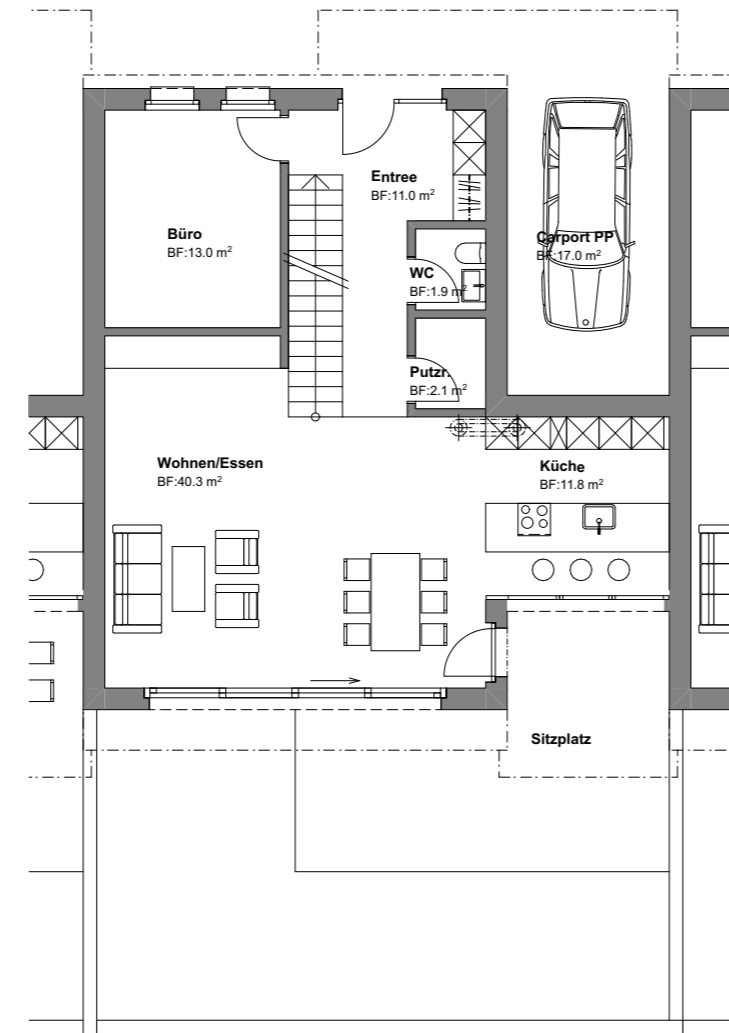 Entree
BF:11.0 m²
Büro
BF:13.0 m²
Carport PP
BF:17.0 m²
WC
BF:1.9 m²
Putzr.
BF:2.1 m²
Wohnen/Essen
BF:40.3 m²
Küche
BF:11.8 m²
Sitzplatz